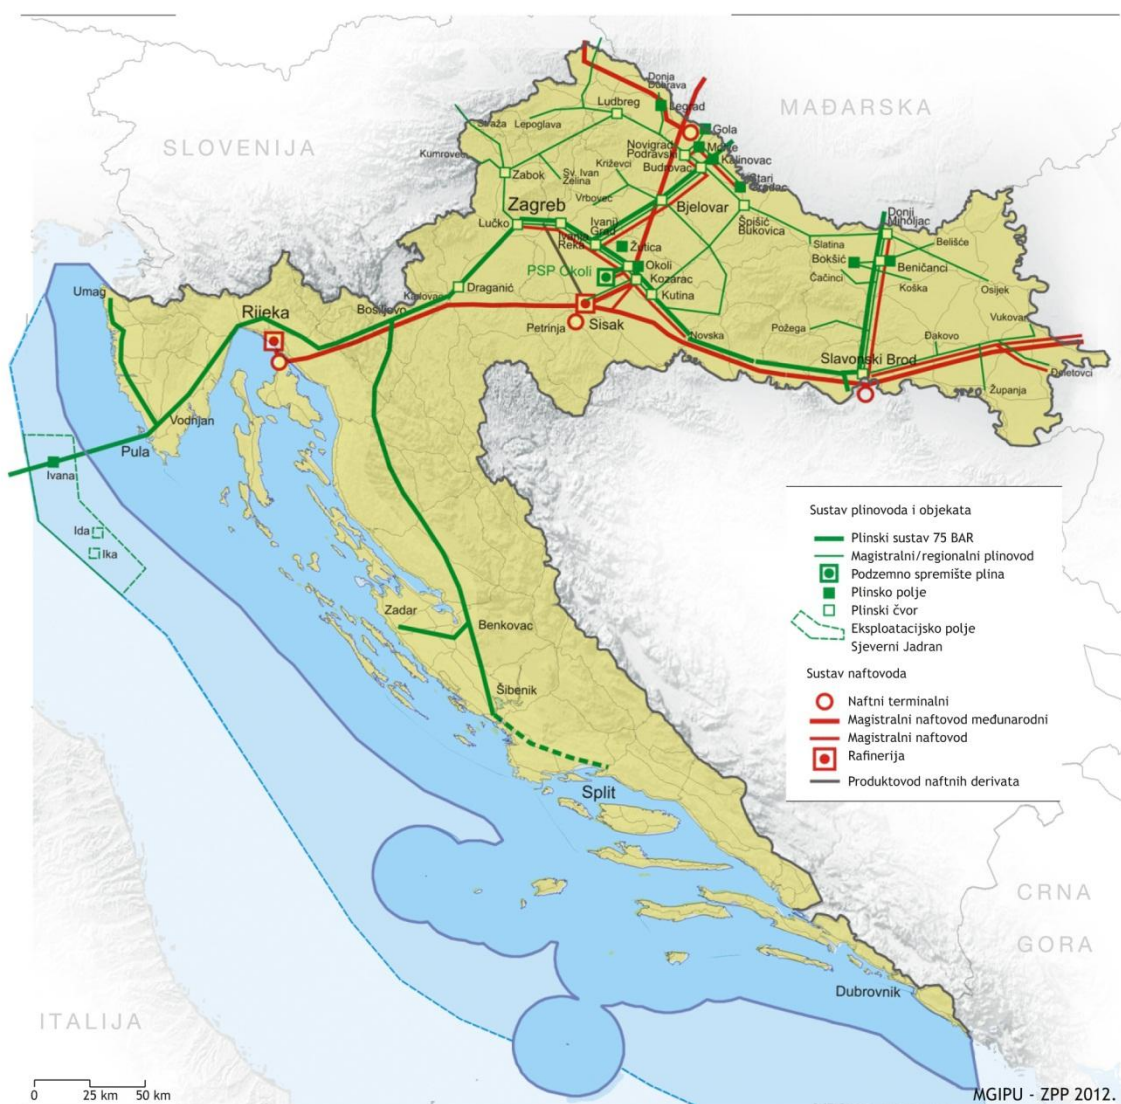 MAĐARSKA
SLOVENIJA
Donja
Dubrava
Legrad
Ludbreg
Lepoglava
Gola
Novigrad
Podravski
Kalinovac
Kumrovec
Križevci
Budrovac
Stari
Gradac
Zabok
Sv. Ivan
Zelina
Vrbovec
Zagreb
Bjelovar
Špišić
Bukovica
Donji
Miholjac
Lučko
Ivanić
Grad
Ivanja
Reka
Žutica
Slatina
Belišće
Bokšić
Beničanci
PSP Okoli
Okoli
Kozarac
Čačinci
Koška
Osijek
Umag
Draganić
Karlovac
Kutina
Bosiljevo
Rijeka
Petrinja
Sisak
Novska
Požega
Vukovar
Đakovo
Slavonski Brod
Đeletovci
Županja
Vodnjan
Pula
Ivana
Ida
Ika
Zadar
Benkovac
Šibenik
Split
Dubrovnik
CRNA
GORA
ITALIJA
Sustav plinovoda i objekata
Plinski sustav 75 BAR
Magistralni/regionalni plinovod
Podzemno spremište plina
Plinsko polje
Plinski čvor
Eksploatacijsko polje
Sjeverni Jadran
Sustav naftovoda
Naftni terminalni
Magistralni naftovod međunarodni
Magistralni naftovod
Rafinerija
Produktovod naftnih derivata
0 25 km 50 km
MGIPU - ZPP 2012.